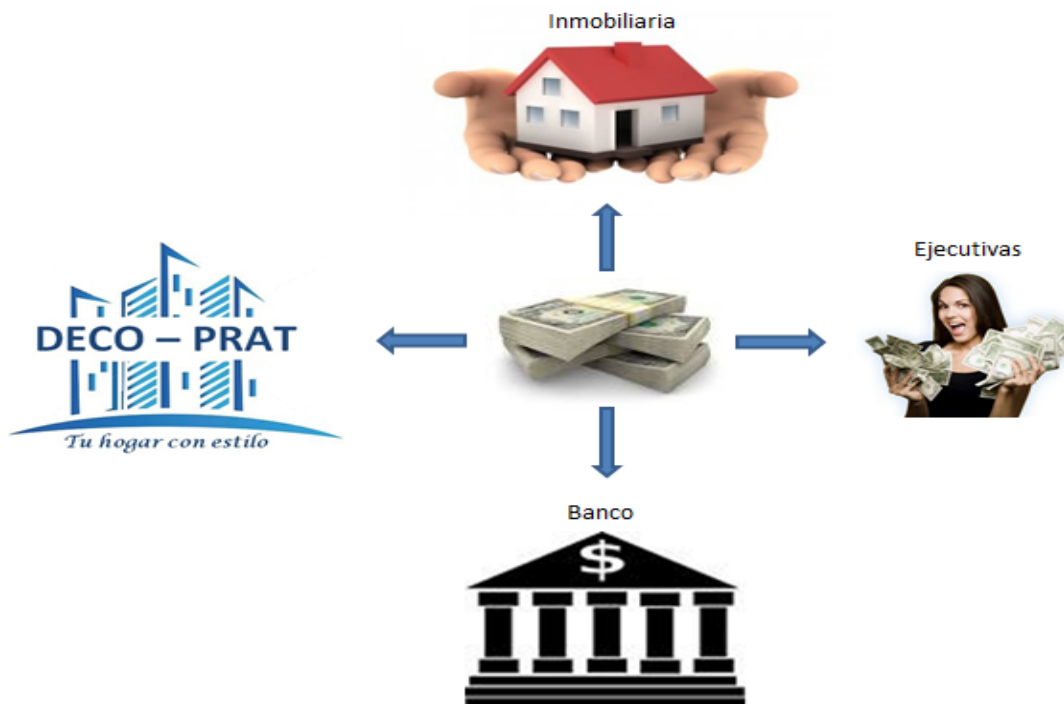 Inmobiliaria
Ejecutivas
DECO – PRAT
Tu hogar con estilo
Banco
$